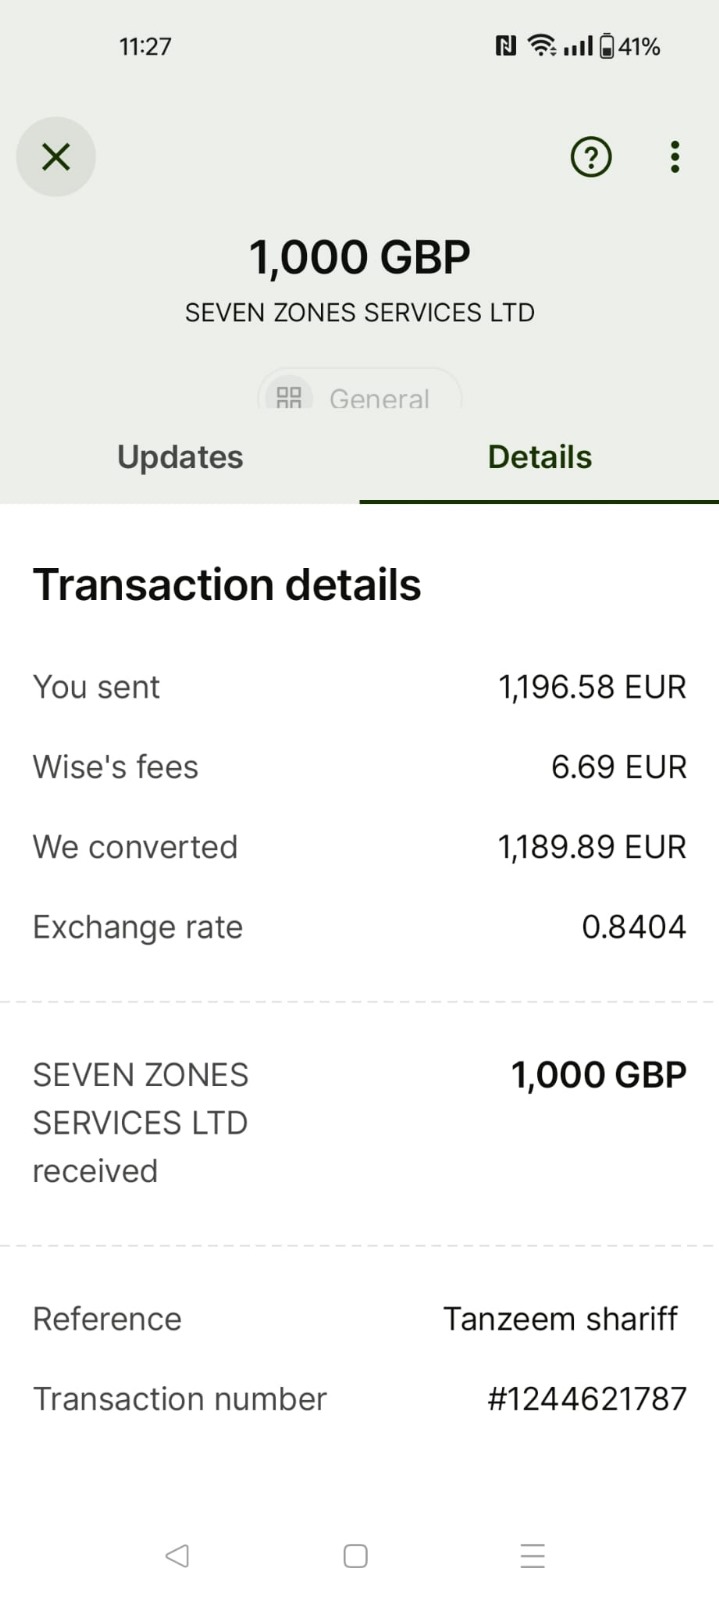 11:27
41%
1,000 GBP
SEVEN ZONES SERVICES LTD
General
Updates
Details
Transaction details
You sent 1,196.58 EUR
Wise's fees 6.69 EUR
We converted 1,189.89 EUR
Exchange rate 0.8404
SEVEN ZONES 1,000 GBP
SERVICES LTD
received
Reference Tanzeem shariff
Transaction number #1244621787